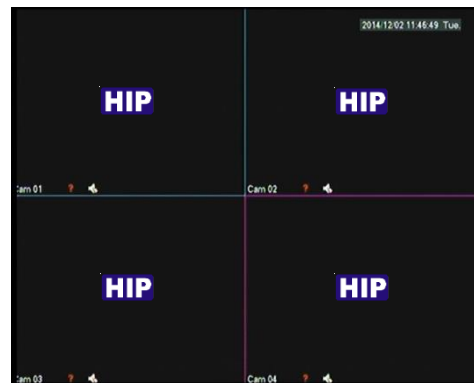 2014/12/02 11:46:49 Tue.
HIP
HIP
Cam 01 ?
Cam 02 ?
HIP
HIP
Cam 03 ?
Cam 04 ?